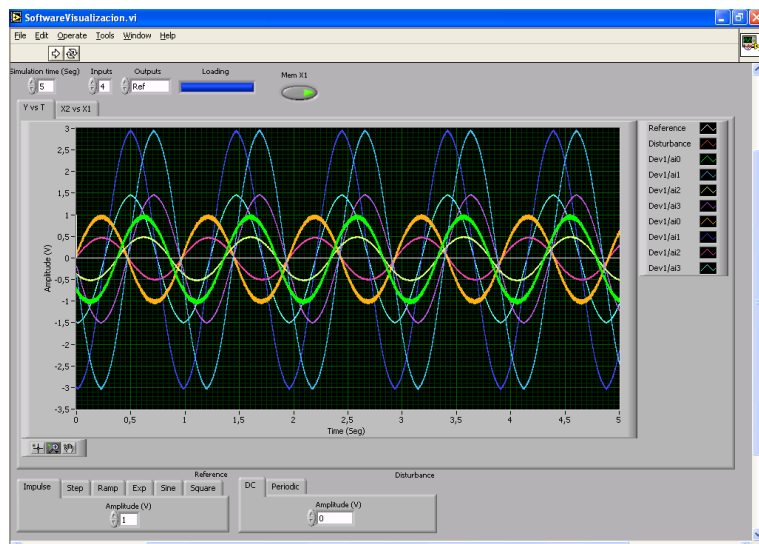 SoftwareVisualizacion.vi
File Edit Operate Tools Window Help
Simulation time (Seg) Inputs Outputs Loading Mem X1
5 4 Ref
Y vs T X2 vs X1
3
2,5
2
1,5
1
0,5
0
-0,5
-1
-1,5
-2
-2,5
-3
-3,5
Amplitude (V)
0 0,5 1 1,5 2 2,5 3 3,5 4 4,5 5
Time (Seg)
Reference
Disturbance
Dev1/ai0
Dev1/ai1
Dev1/ai2
Dev1/ai3
Dev1/ai0
Dev1/ai1
Dev1/ai2
Dev1/ai3
Reference Disturbance
Impulse Step Ramp Exp Sine Square DC Periodic
Amplitude (V) Amplitude (V)
1 0